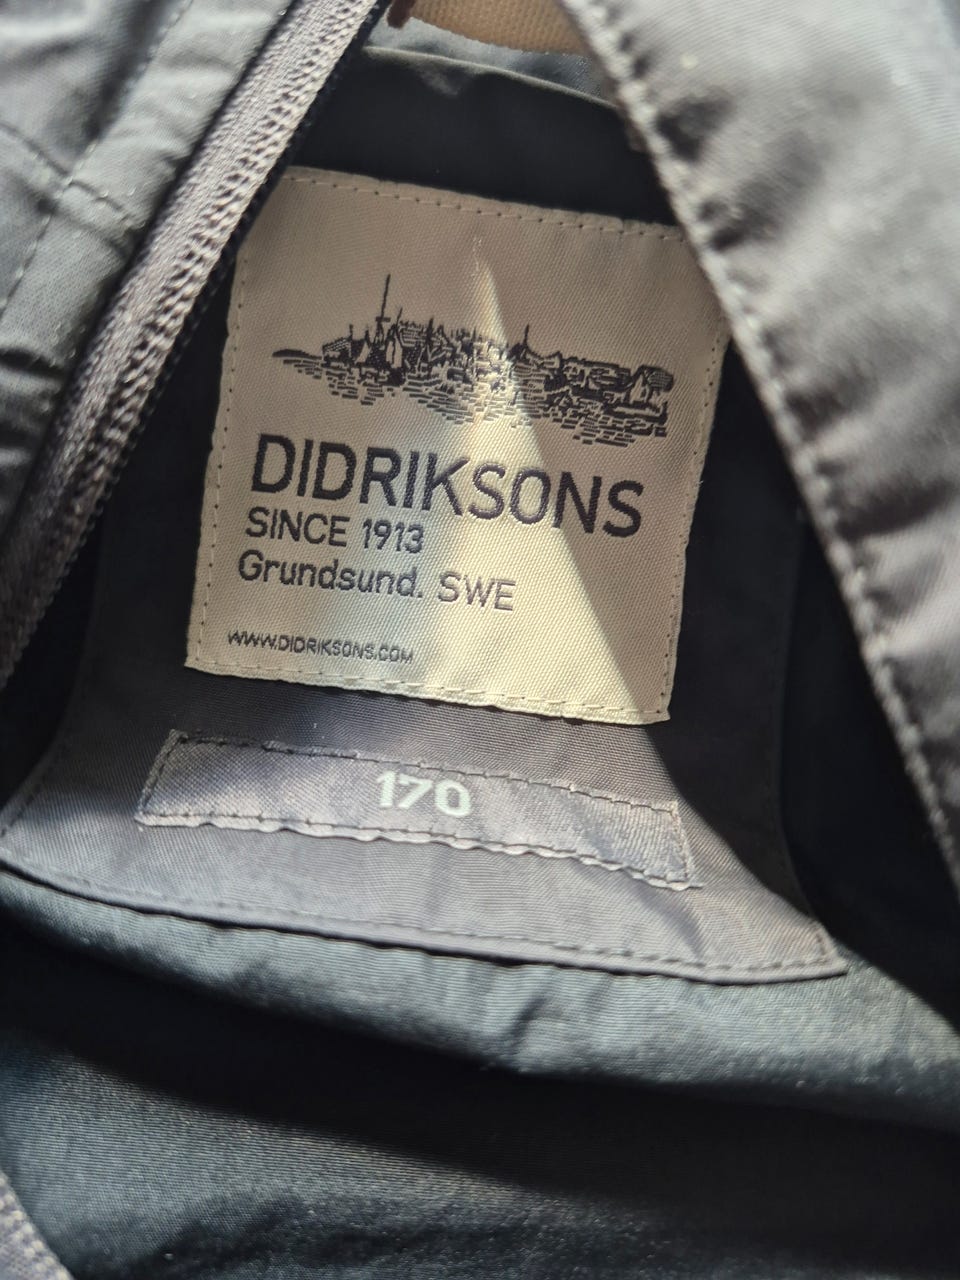 DIDRIKSONS
SINCE 1913
Grundsund. SWE
WWW.DIDRIKSONS.COM
170